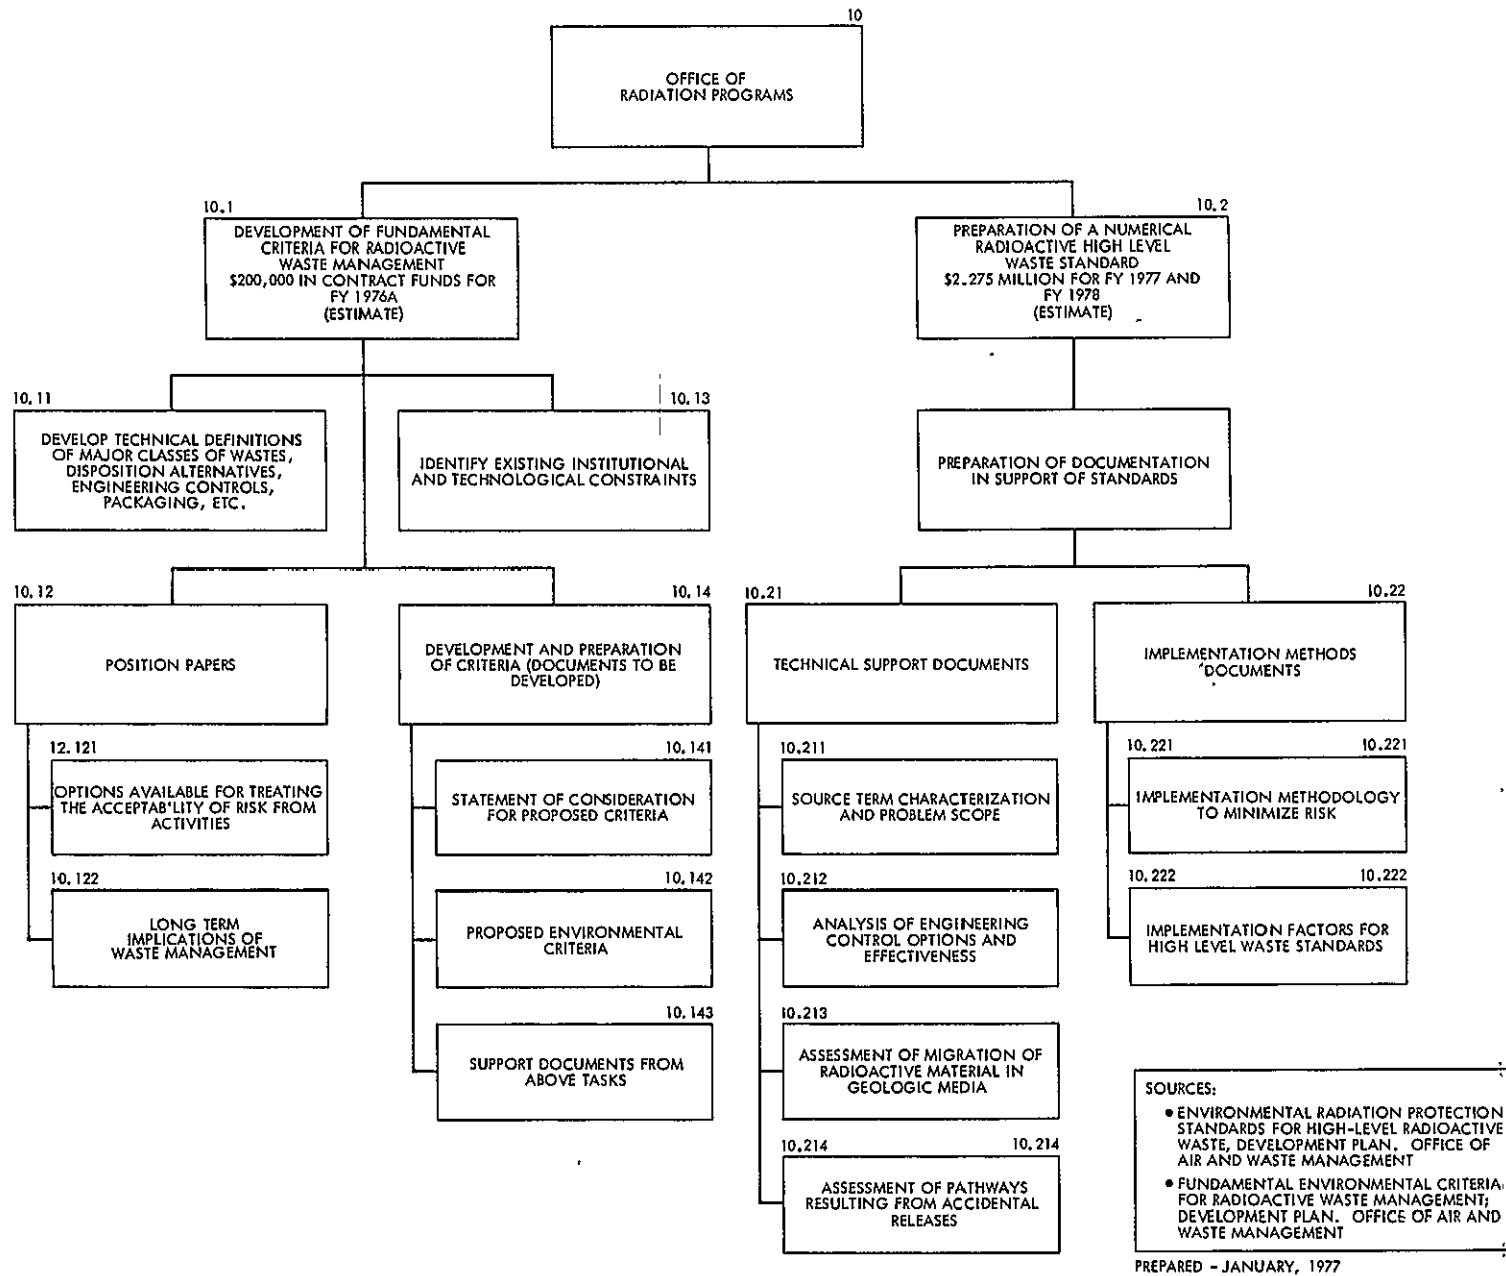 10
OFFICE OF
RADIATION PROGRAMS
10.1
DEVELOPMENT OF FUNDAMENTAL
CRITERIA FOR RADIOACTIVE
WASTE MANAGEMENT
$200,000 IN CONTRACT FUNDS FOR
FY 1976A
(ESTIMATE)
10.2
PREPARATION OF A NUMERICAL
RADIOACTIVE HIGH LEVEL
WASTE STANDARD
$2.275 MILLION FOR FY 1977 AND
FY 1978
(ESTIMATE)
10.11
DEVELOP TECHNICAL DEFINITIONS
OF MAJOR CLASSES OF WASTES,
DISPOSITION ALTERNATIVES,
ENGINEERING CONTROLS,
PACKAGING, ETC.
10.13
IDENTIFY EXISTING INSTITUTIONAL
AND TECHNOLOGICAL CONSTRAINTS
PREPARATION OF DOCUMENTATION
IN SUPPORT OF STANDARDS
10.12
POSITION PAPERS
10.14
DEVELOPMENT AND PREPARATION
OF CRITERIA (DOCUMENTS TO BE
DEVELOPED)
10.21
TECHNICAL SUPPORT DOCUMENTS
10.22
IMPLEMENTATION METHODS
DOCUMENTS
12.121
OPTIONS AVAILABLE FOR TREATING
THE ACCEPTAB'LITY OF RISK FROM
ACTIVITIES
10.141
STATEMENT OF CONSIDERATION
FOR PROPOSED CRITERIA
10.211
SOURCE TERM CHARACTERIZATION
AND PROBLEM SCOPE
10.221 10.221
IMPLEMENTATION METHODOLOGY
TO MINIMIZE RISK
10.122
LONG TERM
IMPLICATIONS OF
WASTE MANAGEMENT
10.142
PROPOSED ENVIRONMENTAL
CRITERIA
10.212
ANALYSIS OF ENGINEERING
CONTROL OPTIONS AND
EFFECTIVENESS
10.222 10.222
IMPLEMENTATION FACTORS FOR
HIGH LEVEL WASTE STANDARDS
10.143
SUPPORT DOCUMENTS FROM
ABOVE TASKS
10.213
ASSESSMENT OF MIGRATION OF
RADIOACTIVE MATERIAL IN
GEOLOGIC MEDIA
10.214 10.214
ASSESSMENT OF PATHWAYS
RESULTING FROM ACCIDENTAL
RELEASES
SOURCES:
• ENVIRONMENTAL RADIATION PROTECTION
STANDARDS FOR HIGH-LEVEL RADIOACTIVE
WASTE, DEVELOPMENT PLAN. OFFICE OF
AIR AND WASTE MANAGEMENT
• FUNDAMENTAL ENVIRONMENTAL CRITERIA
FOR RADIOACTIVE WASTE MANAGEMENT;
DEVELOPMENT PLAN. OFFICE OF AIR AND
WASTE MANAGEMENT
PREPARED - JANUARY, 1977